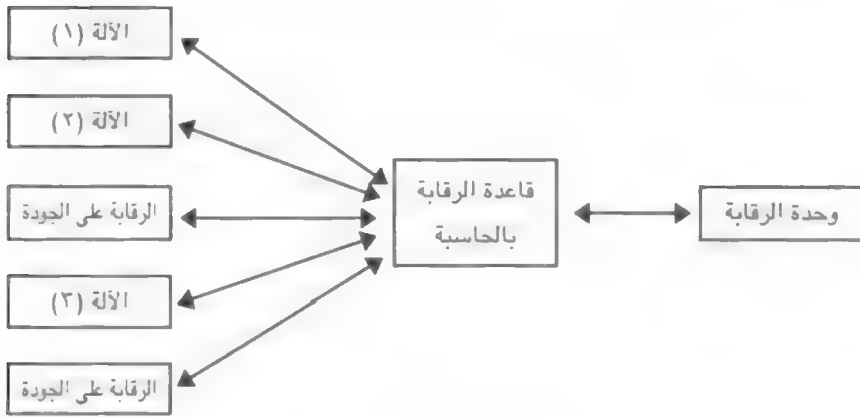 الآلة (١)
الآلة (٢)
الرقابة على الجودة
الآلة (٣)
الرقابة على الجودة
قاعدة الرقابة
بالحاسبة
وحدة الرقابة